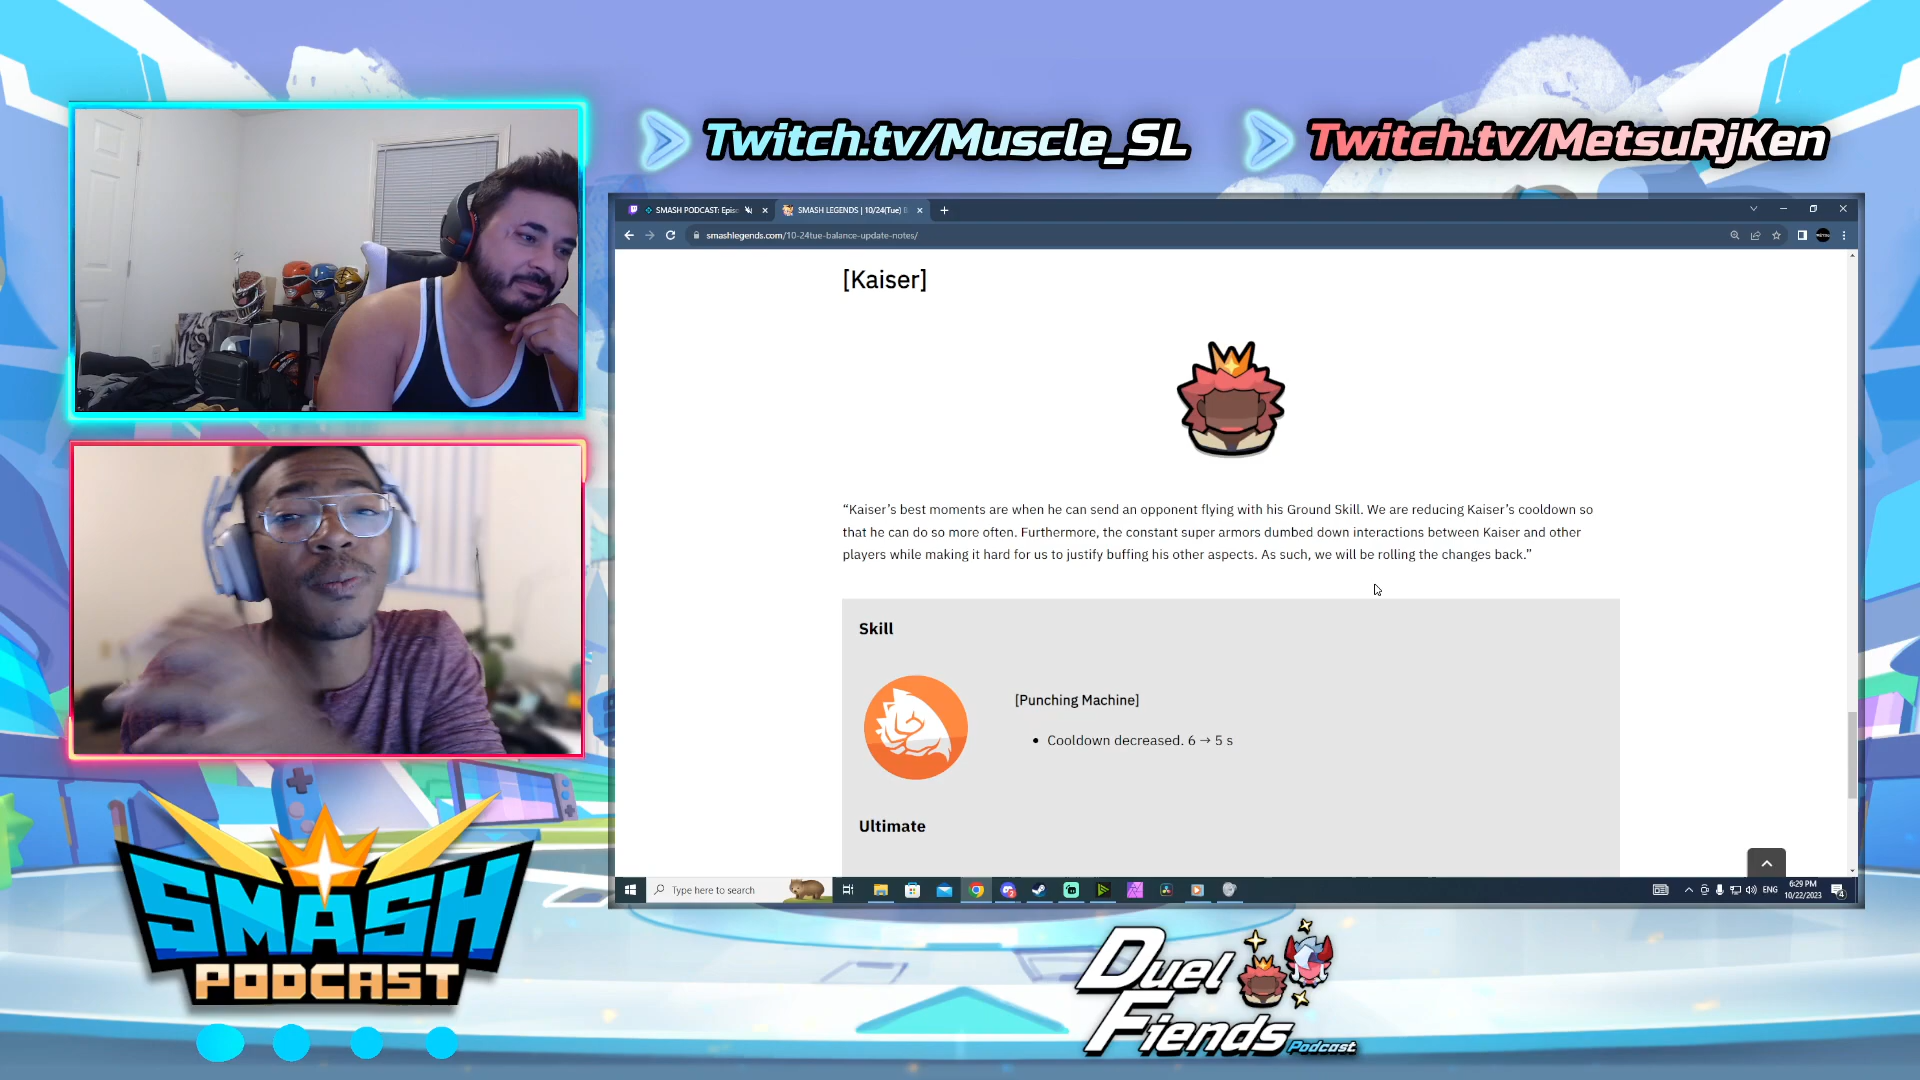 Twitch.tv/Muscle_SL
Twitch.tv/MetsuRjKen
SMASH PODCAST: Epis
SMASH LEGENDS | 10/24(Tue) B
smashlegends.com/10-24tue-balance-update-notes/
[Kaiser]
“Kaiser’s best moments are when he can send an opponent flying with his Ground Skill. We are reducing Kaiser’s cooldown so
that he can do so more often. Furthermore, the constant super armors dumbed down interactions between Kaiser and other
players while making it hard for us to justify buffing his other aspects. As such, we will be rolling the changes back.”
Skill
[Punching Machine]
• Cooldown decreased. 6 → 5 s
Ultimate
Type here to search
ENG
6:29 PM
10/22/2023
4
SMASH
PODCAST
Duel
Fiends
Podcast